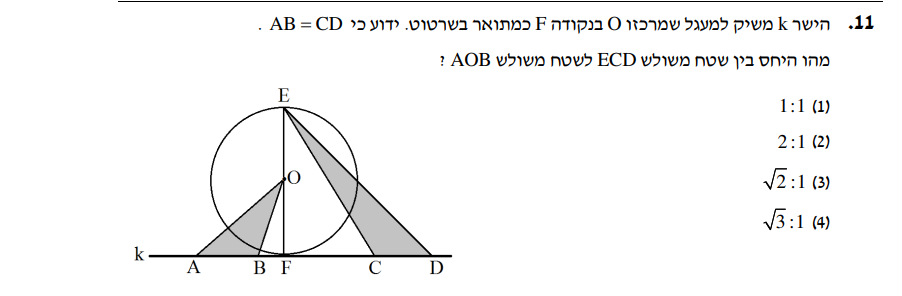 11. הישר k משיק למעגל שמרכזו O בנקודה F כמתואר בשרטוט. ידוע כי AB = CD .
מהו היחס בין שטח משולש ECD לשטח משולש AOB ?
(1) 1:1
(2) 2:1
(3) √2:1
(4) √3:1
E
O
k
A B F C D